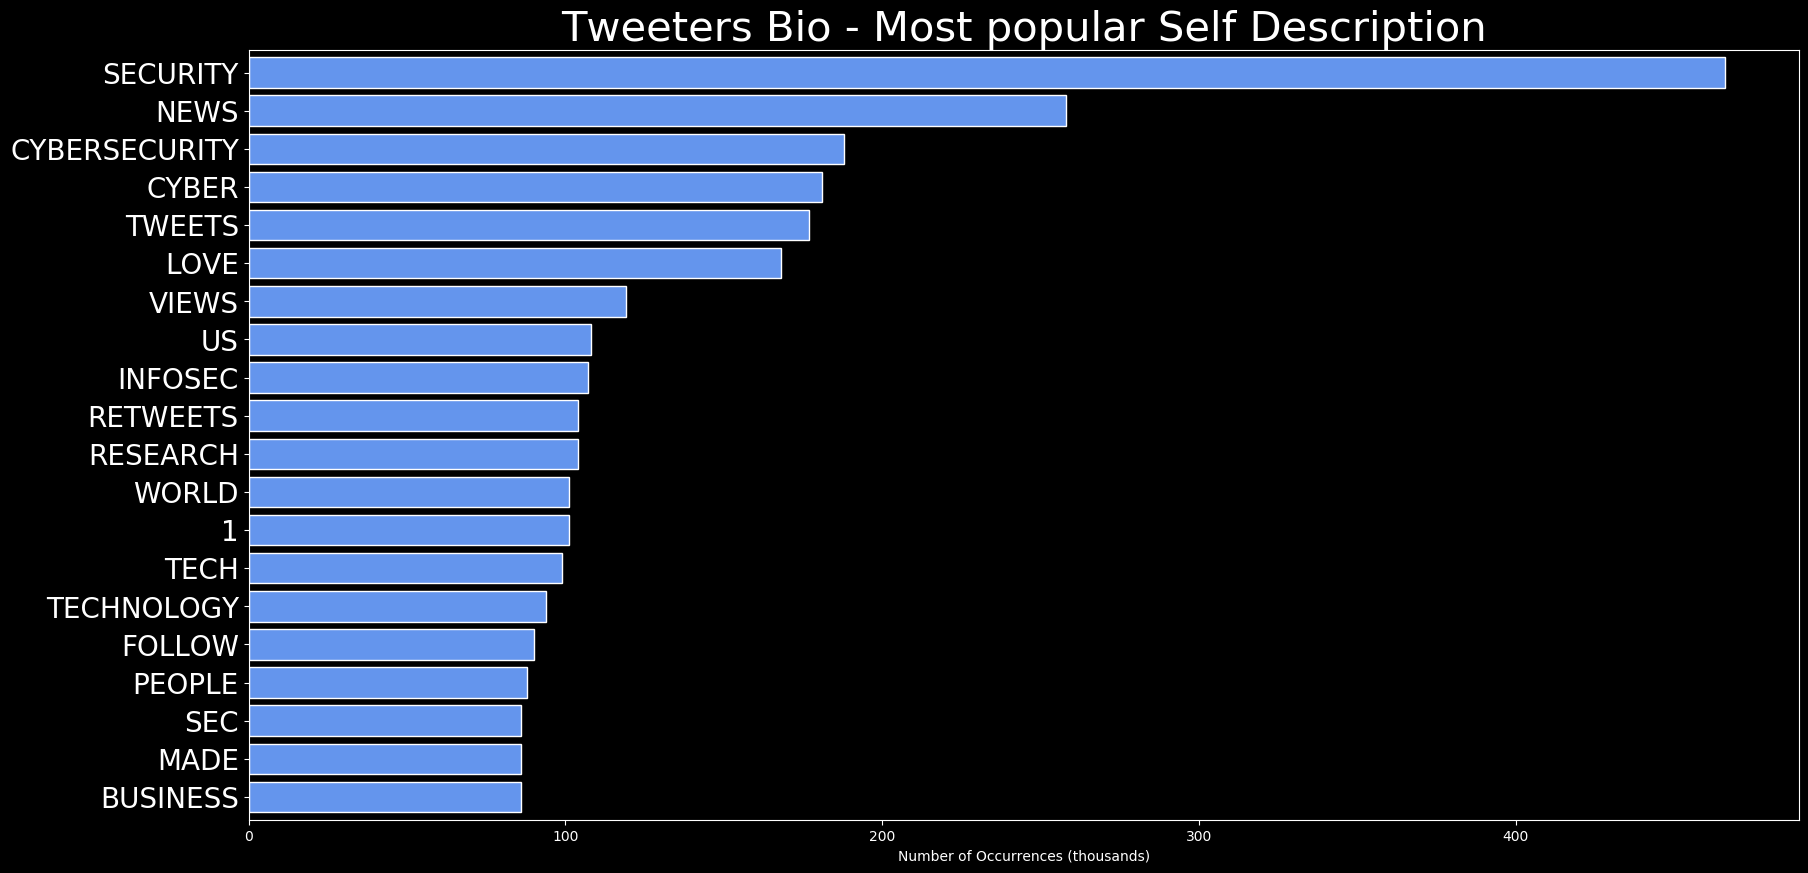 Tweeters Bio - Most popular Self Description
SECURITY
NEWS
CYBERSECURITY
CYBER
TWEETS
LOVE
VIEWS
US
INFOSEC
RETWEETS
RESEARCH
WORLD
1
TECH
TECHNOLOGY
FOLLOW
PEOPLE
SEC
MADE
BUSINESS
0 100 200 300 400
Number of Occurrences (thousands)